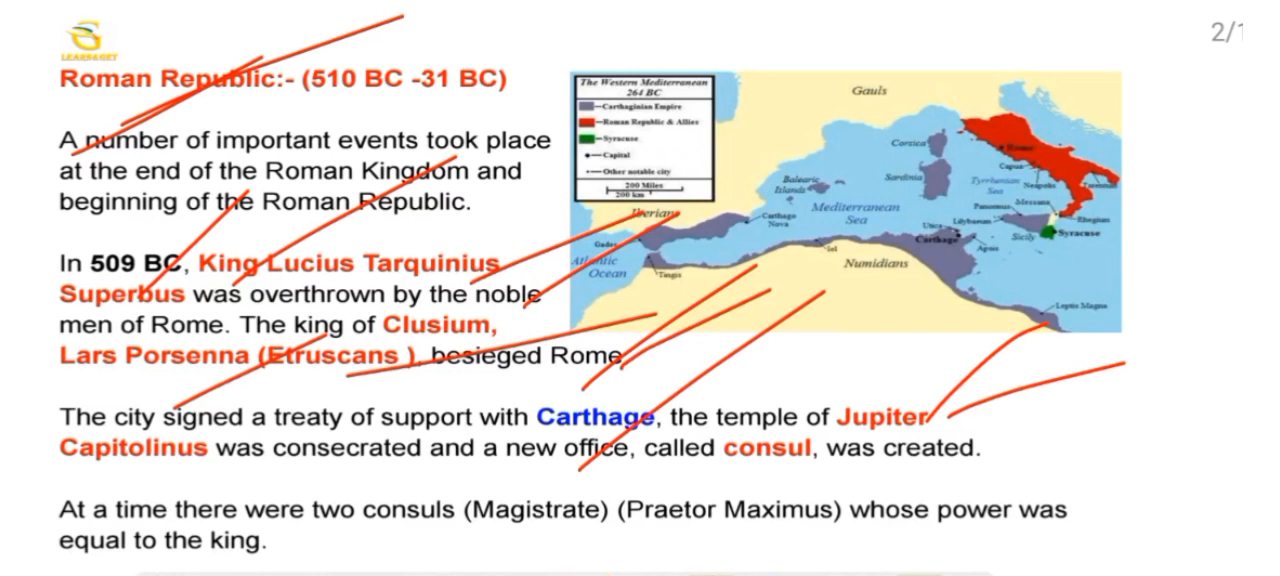 2/1
LEARN2GET
Roman Republic:- (510 BC -31 BC)
A number of important events took place
at the end of the Roman Kingdom and
beginning of the Roman Republic.
In 509 BC, King Lucius Tarquinius
Superbus was overthrown by the noble
men of Rome. The king of Clusium,
Lars Porsenna (Etruscans ), besieged Rome.
The Western Mediterranean
264 BC
Carthaginian Empire
Roman Republic & Allies
Syracuse
Capital
Other notable city
200 Miles
200 km
Gauls
Corsica
Rome
Capua
Sardinia
Tyrrhenian
Sea
Neapolis
Tarentum
Balearic
Islands
Mediterranean
Sea
Panormus
Messana
Lilybaeum
Rhegium
Iberians
Carthago
Nova
Utica
Carthage
Sicily
Syracuse
Gades
Iol
Aspis
Atlantic
Ocean
Tingis
Numidians
Leptis Magna
The city signed a treaty of support with Carthage, the temple of Jupiter
Capitolinus was consecrated and a new office, called consul, was created.
At a time there were two consuls (Magistrate) (Praetor Maximus) whose power was
equal to the king.